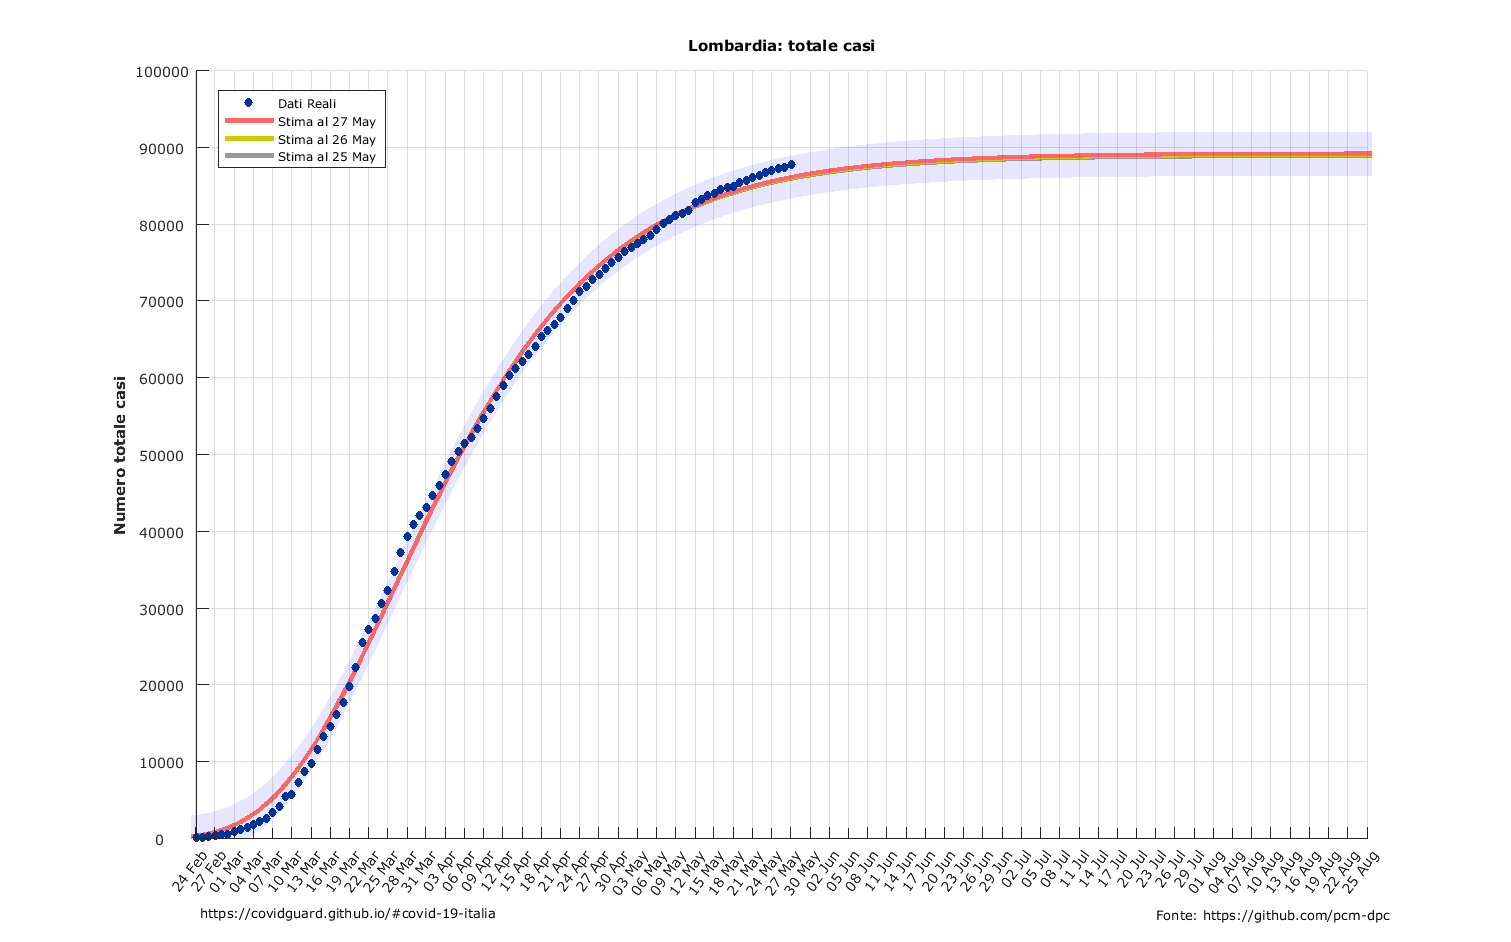 Lombardia: totale casi
100000
90000
80000
70000
60000
50000
40000
30000
20000
10000
0
Numero totale casi
Dati Reali
Stima al 27 May
Stima al 26 May
Stima al 25 May
24 Feb
27 Feb
01 Mar
04 Mar
07 Mar
10 Mar
13 Mar
16 Mar
19 Mar
22 Mar
25 Mar
28 Mar
31 Mar
03 Apr
06 Apr
09 Apr
12 Apr
15 Apr
18 Apr
21 Apr
24 Apr
27 Apr
30 Apr
03 May
06 May
09 May
12 May
15 May
18 May
21 May
24 May
27 May
30 May
02 Jun
05 Jun
08 Jun
11 Jun
14 Jun
17 Jun
20 Jun
23 Jun
26 Jun
29 Jun
02 Jul
05 Jul
08 Jul
11 Jul
14 Jul
17 Jul
20 Jul
23 Jul
26 Jul
29 Jul
01 Aug
04 Aug
07 Aug
10 Aug
13 Aug
16 Aug
19 Aug
22 Aug
25 Aug
https://covidguard.github.io/#covid-19-italia
Fonte: https://github.com/pcm-dpc